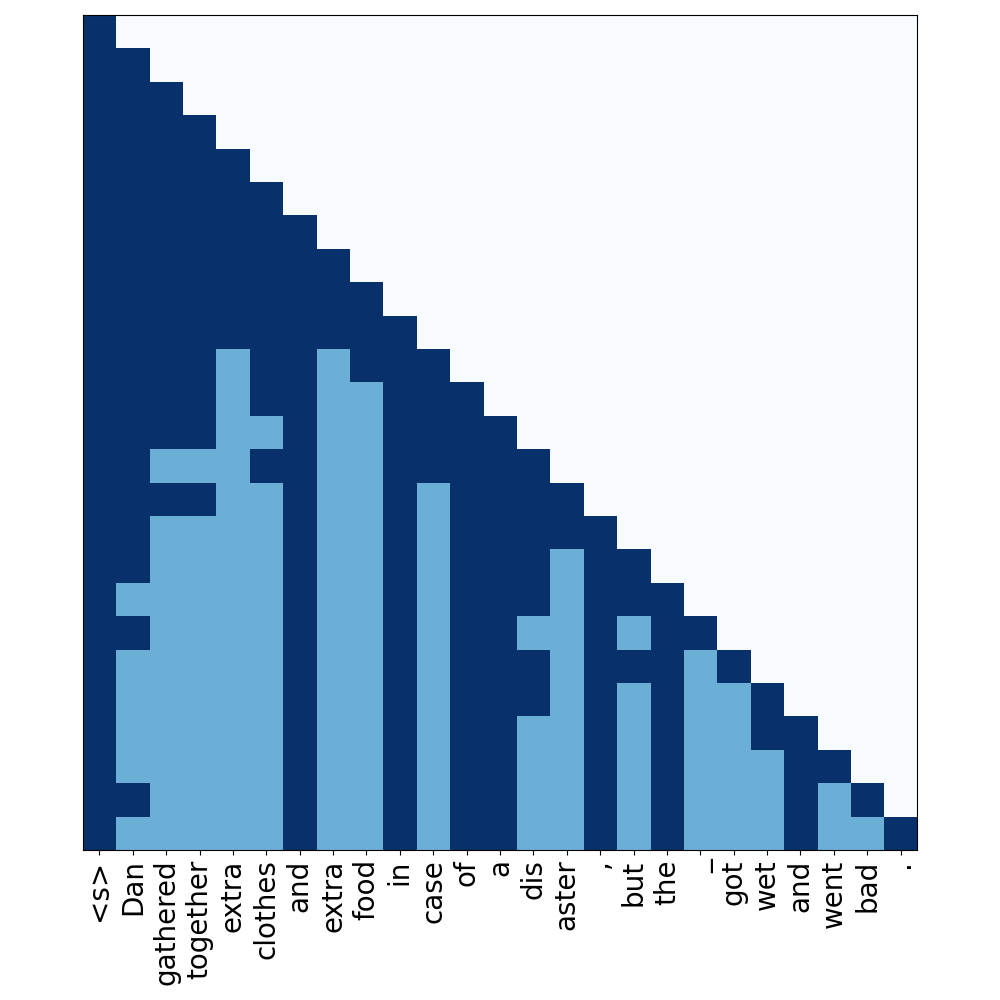 <s>
Dan
gathered
together
extra
clothes
and
extra
food
in
case
of
a
dis
aster
,
but
the
_
got
wet
and
went
bad
.